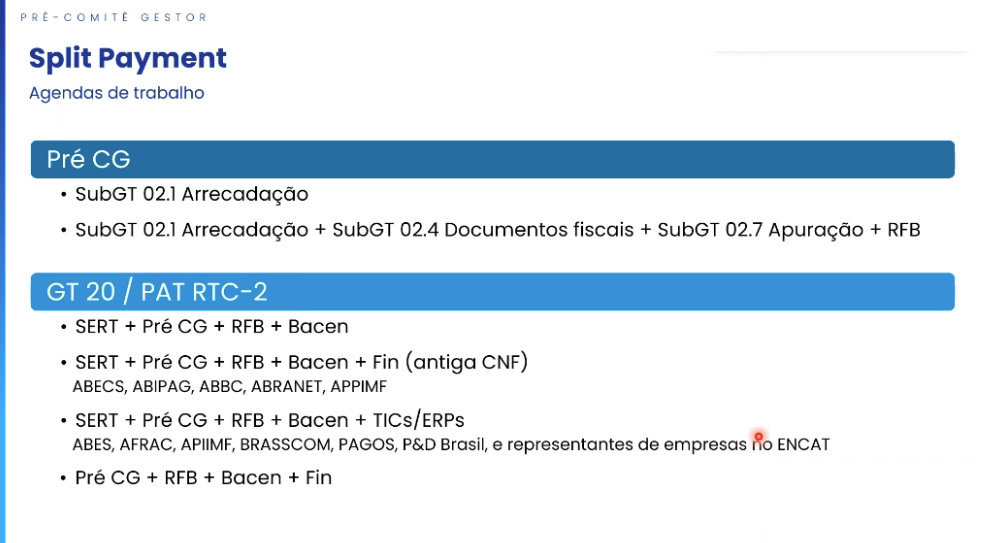 PRÉ-COMITÊ GESTOR
Split Payment
Agendas de trabalho
Pré CG
• SubGT 02.1 Arrecadação
• SubGT 02.1 Arrecadação + SubGT 02.4 Documentos fiscais + SubGT 02.7 Apuração + RFB
GT 20 / PAT RTC-2
• SERT + Pré CG + RFB + Bacen
• SERT + Pré CG + RFB + Bacen + Fin (antiga CNF)
ABECS, ABIPAG, ABBC, ABRANET, APPIMF
• SERT + Pré CG + RFB + Bacen + TICs/ERPs
ABES, AFRAC, APIIMF, BRASSCOM, PAGOS, P&D Brasil, e representantes de empresas no ENCAT
• Pré CG + RFB + Bacen + Fin